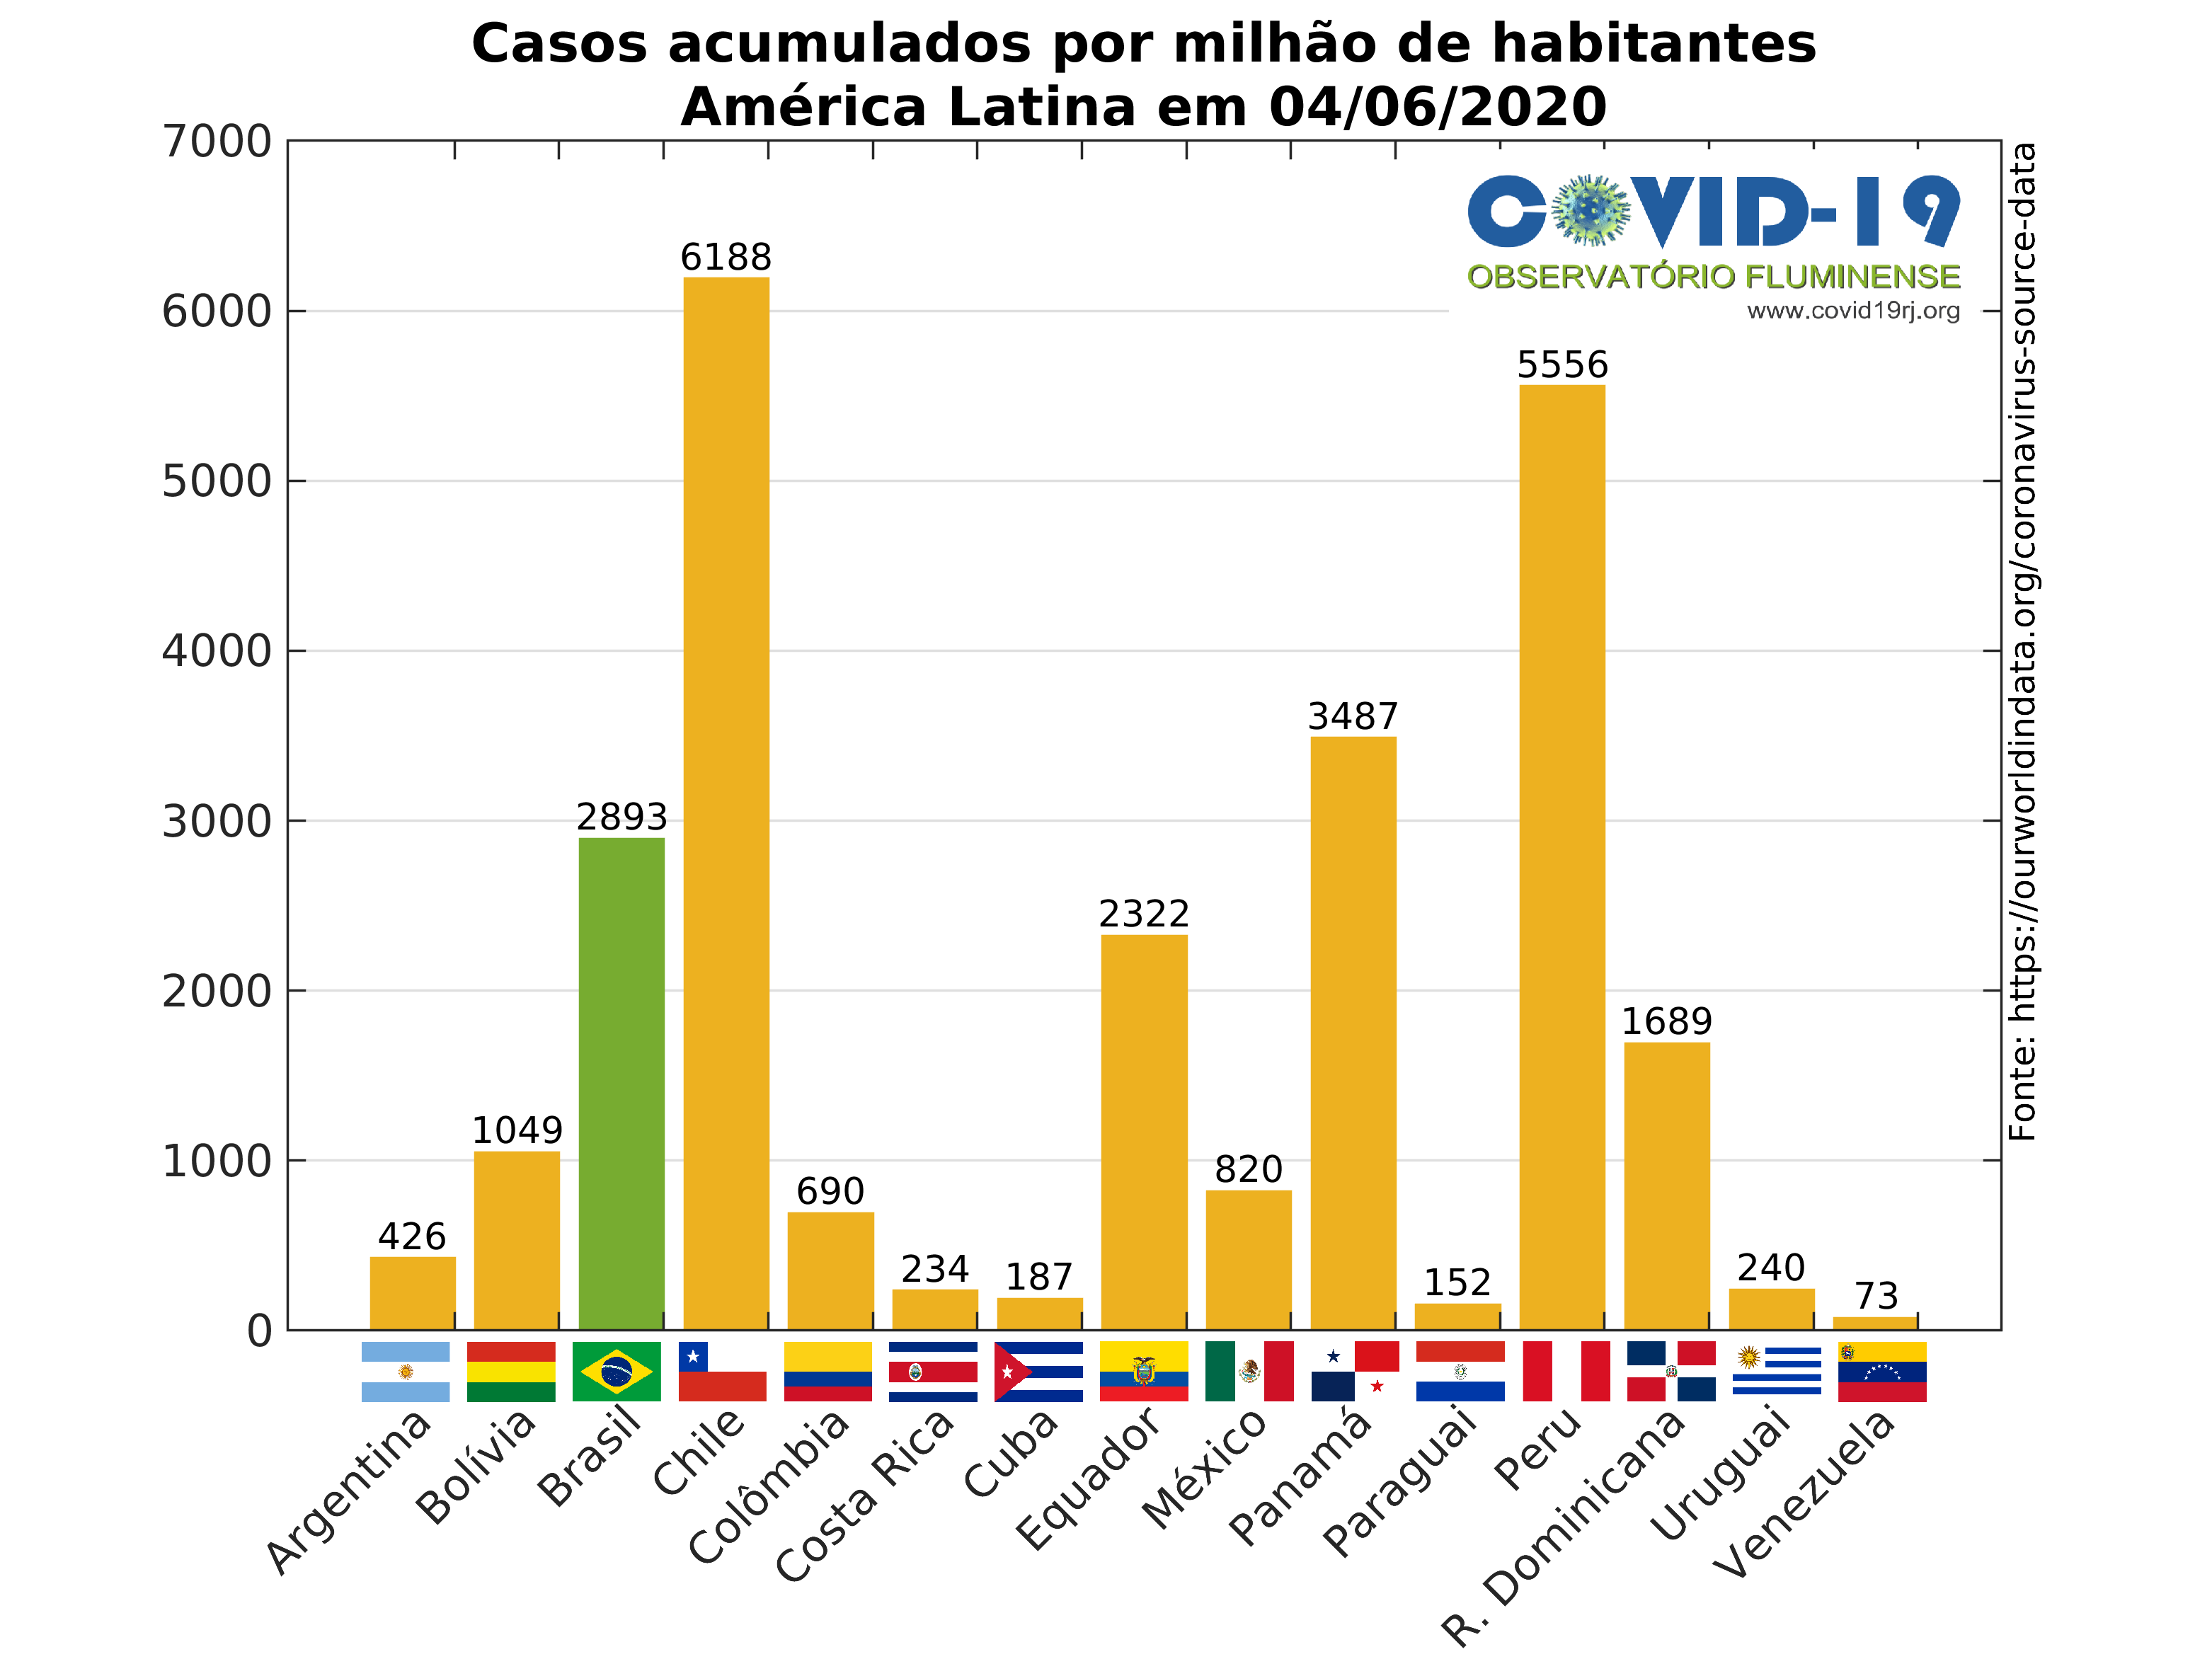 Casos acumulados por milhão de habitantes
América Latina em 04/06/2020
7000
6000
5000
4000
3000
2000
1000
0
COVID-19
OBSERVATÓRIO FLUMINENSE
www.covid19rj.org
Fonte: https://ourworldindata.org/coronavirus-source-data
426
1049
2893
6188
690
234
187
2322
820
3487
152
5556
1689
240
73
Argentina
Bolívia
Brasil
Chile
Colômbia
Costa Rica
Cuba
Equador
México
Panamá
Paraguai
Peru
R. Dominicana
Uruguai
Venezuela